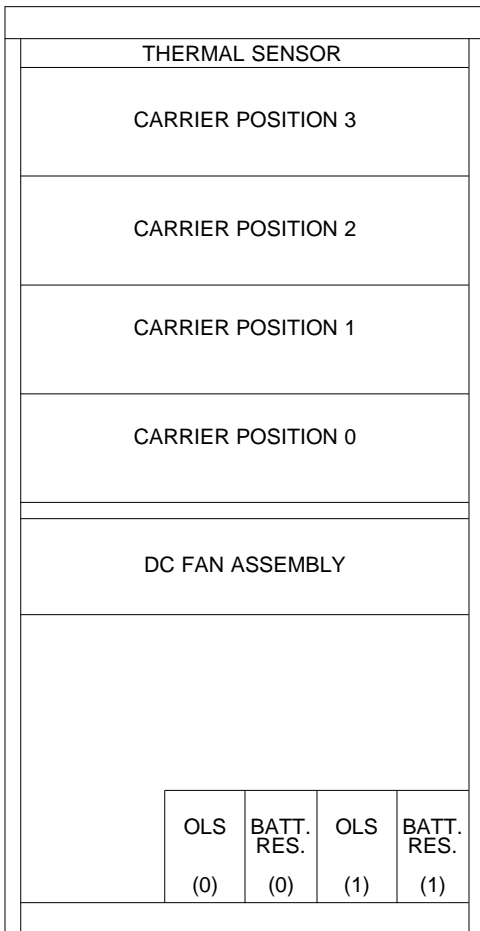 THERMAL SENSOR
CARRIER POSITION 3
CARRIER POSITION 2
CARRIER POSITION 1
CARRIER POSITION 0
DC FAN ASSEMBLY
OLS
(0)
BATT.
RES.
(0)
OLS
(1)
BATT.
RES.
(1)